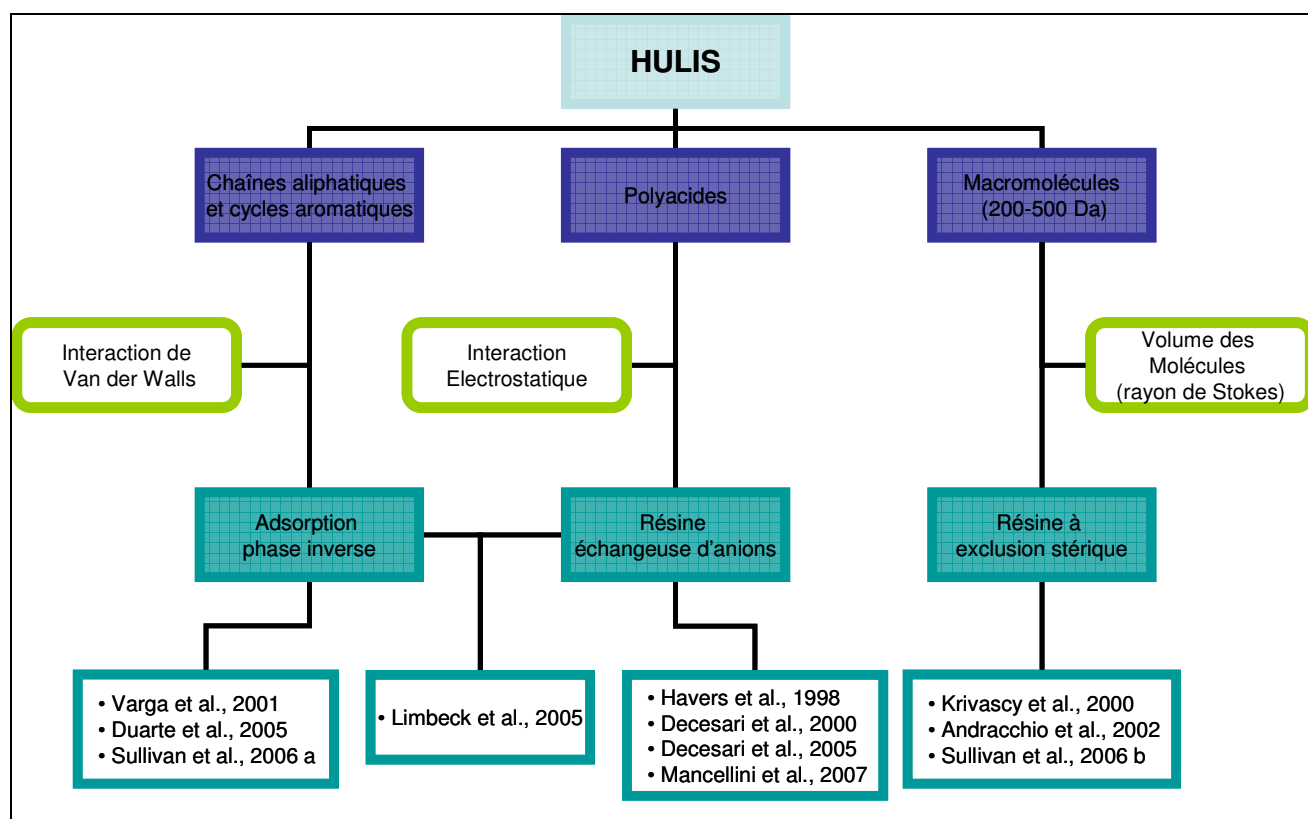 HULIS
Chaînes aliphatiques
et cycles aromatiques
Polyacides
Macromolécules
(200-500 Da)
Interaction de
Van der Walls
Interaction
Electrostatique
Volume des
Molécules
(rayon de Stokes)
Adsorption
phase inverse
Résine
échangeuse d'anions
Résine à
exclusion stérique
• Varga et al., 2001
• Duarte et al., 2005
• Sullivan et al., 2006 a
• Limbeck et al., 2005
• Havers et al., 1998
• Decesari et al., 2000
• Decesari et al., 2005
• Mancellini et al., 2007
• Krivascy et al., 2000
• Andracchio et al., 2002
• Sullivan et al., 2006 b